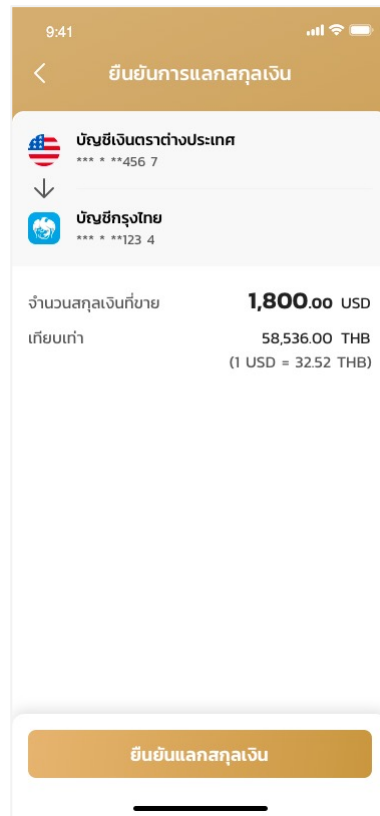 9:41
ยืนยันการแลกสกุลเงิน
บัญชีเงินตราต่างประเทศ
*** * **456 7
บัญชีกรุงไทย
*** * **123 4
จำนวนสกุลเงินที่ขาย 1,800.00 USD
เทียบเท่า 58,536.00 THB
(1 USD = 32.52 THB)
ยืนยันแลกสกุลเงิน